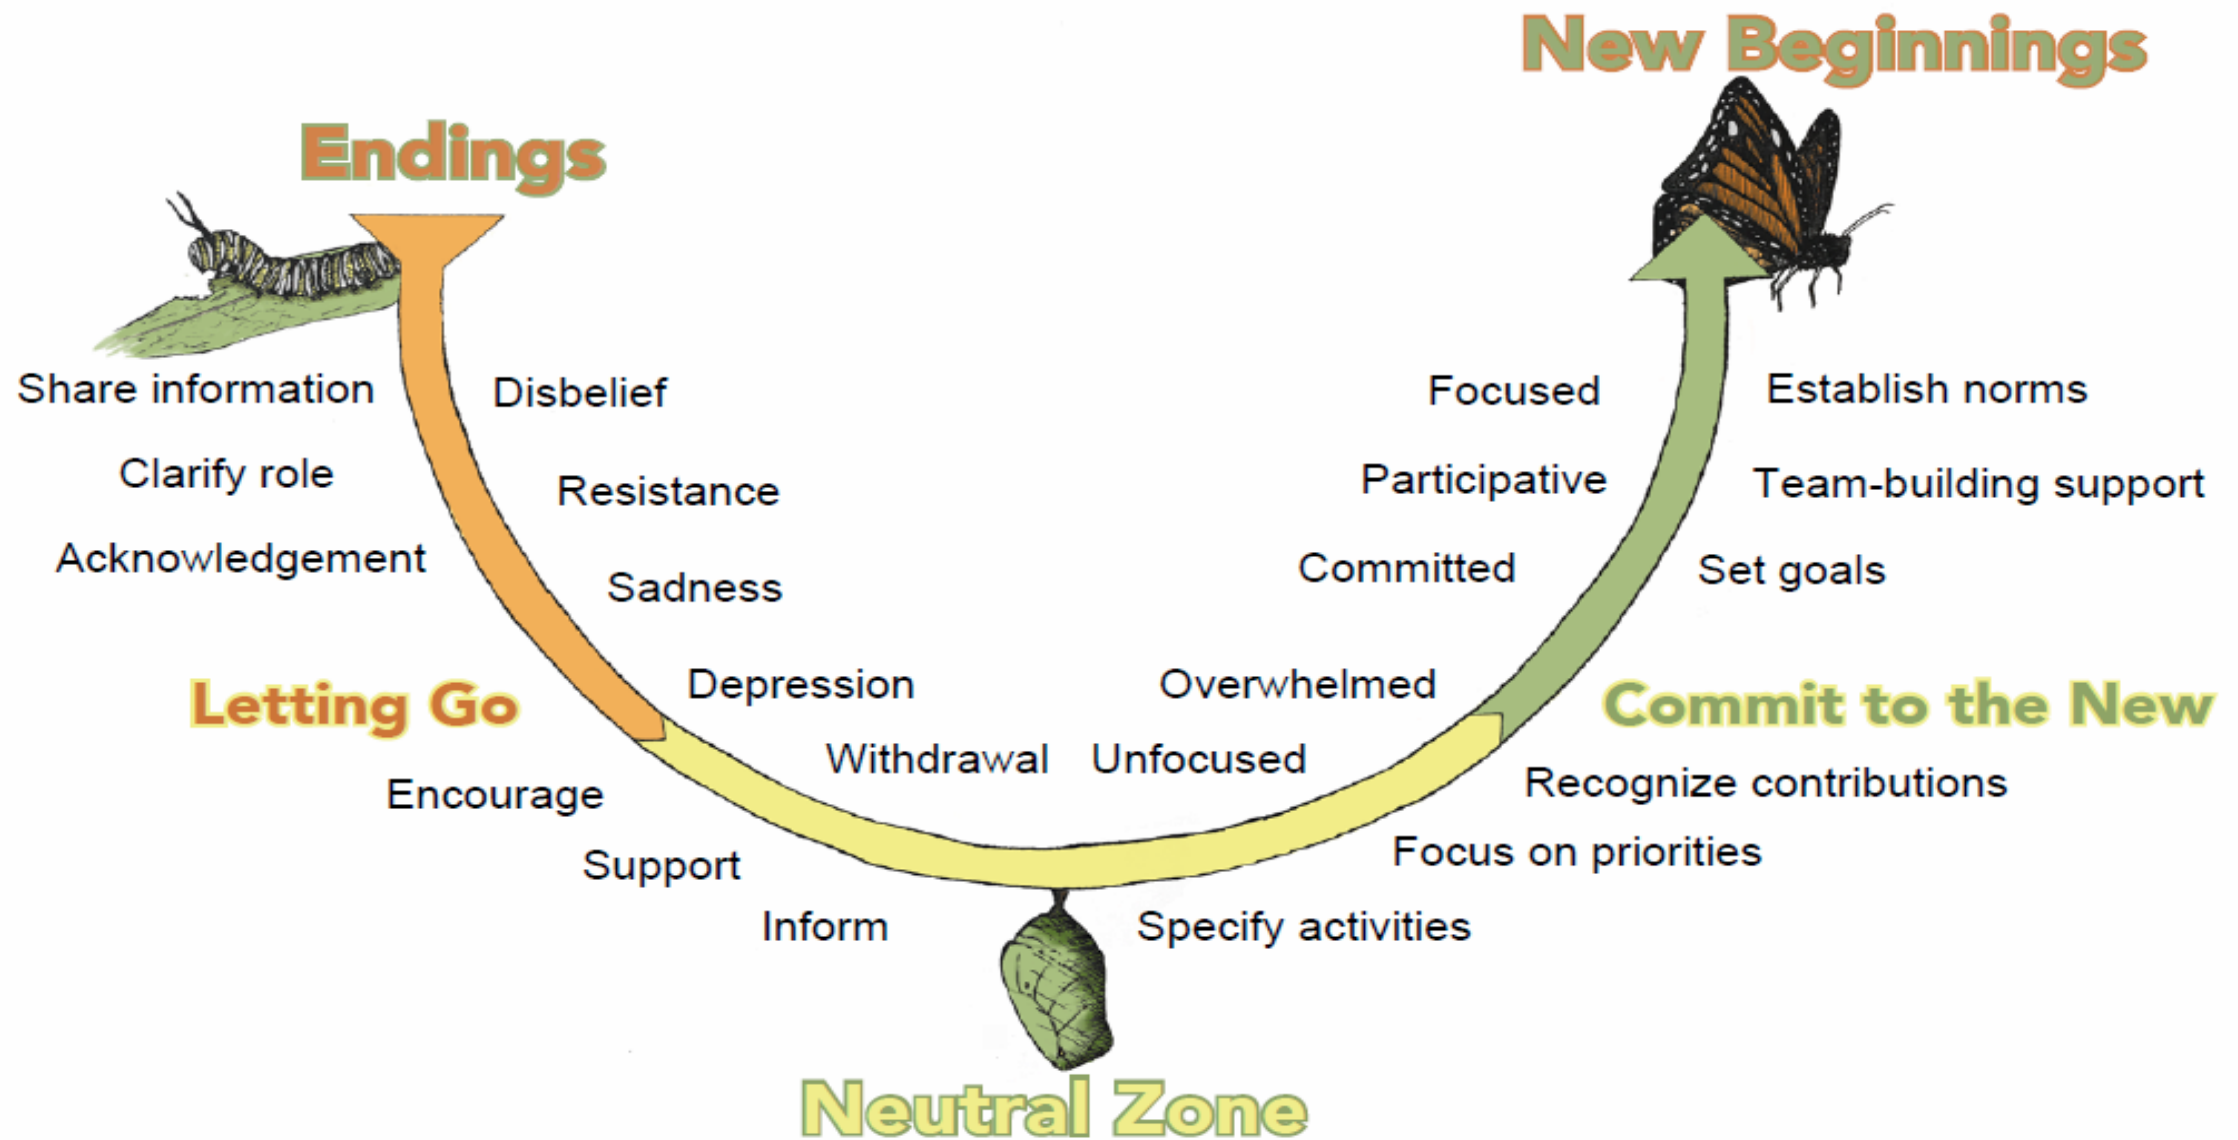 New Beginnings
Endings
Share information
Disbelief
Focused
Establish norms
Clarify role
Resistance
Participative
Team-building support
Acknowledgement
Sadness
Committed
Set goals
Letting Go
Depression
Overwhelmed
Commit to the New
Encourage
Withdrawal
Unfocused
Recognize contributions
Support
Focus on priorities
Inform
Specify activities
Neutral Zone